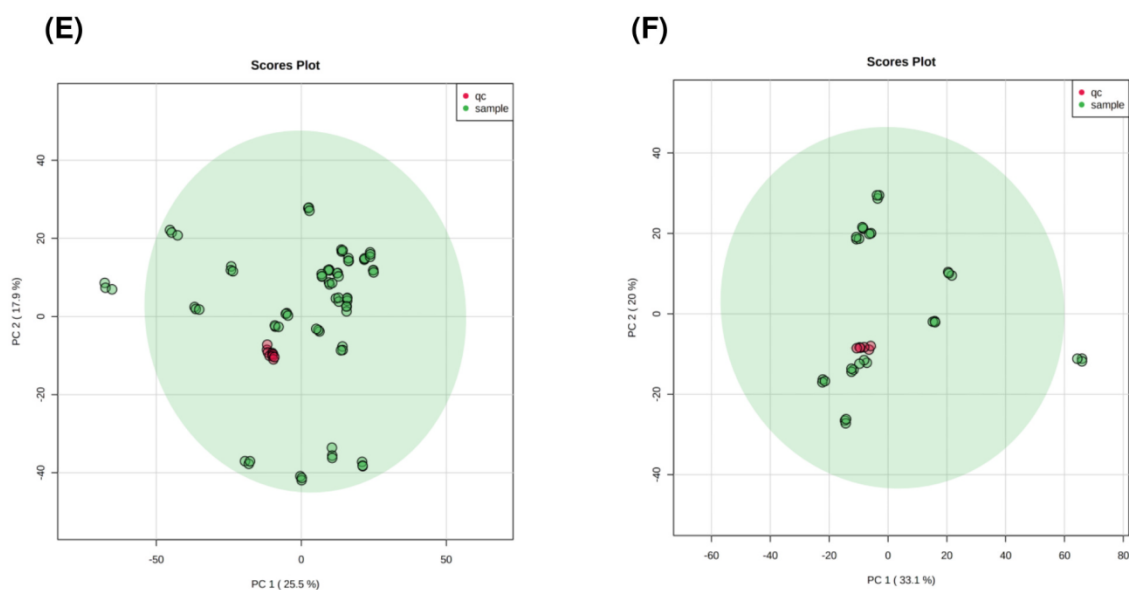 (E)
Scores Plot
qc
sample
40
20
0
-20
-40
PC 2 ( 17.9 %)
-50
0
50
PC 1 ( 25.5 %)
(F)
Scores Plot
qc
sample
40
20
0
-20
-40
PC 2 ( 20 %)
-60
-40
-20
0
20
40
60
80
PC 1 ( 33.1 %)